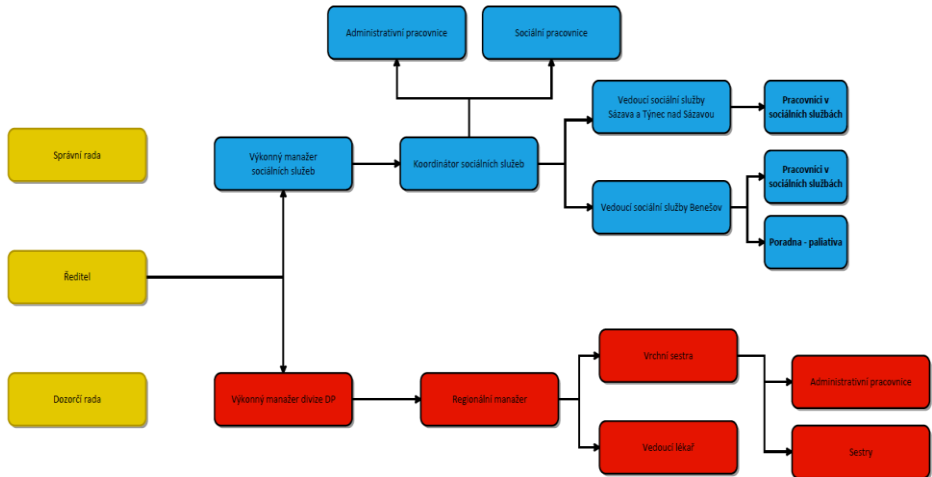 Administrativní pracovnice
Sociální pracovnice
Vedoucí sociální služby
Sázava a Týnec nad Sázavou
Pracovníci v
sociálních službách
Správní rada
Výkonný manažer
sociálních služeb
Koordinátor sociálních služeb
Pracovníci v
sociálních službách
Vedoucí sociální služby Benešov
Poradna - paliativa
Ředitel
Vrchní sestra
Administrativní pracovnice
Dozorčí rada
Výkonný manažer divize DP
Regionální manažer
Vedoucí lékař
Sestry